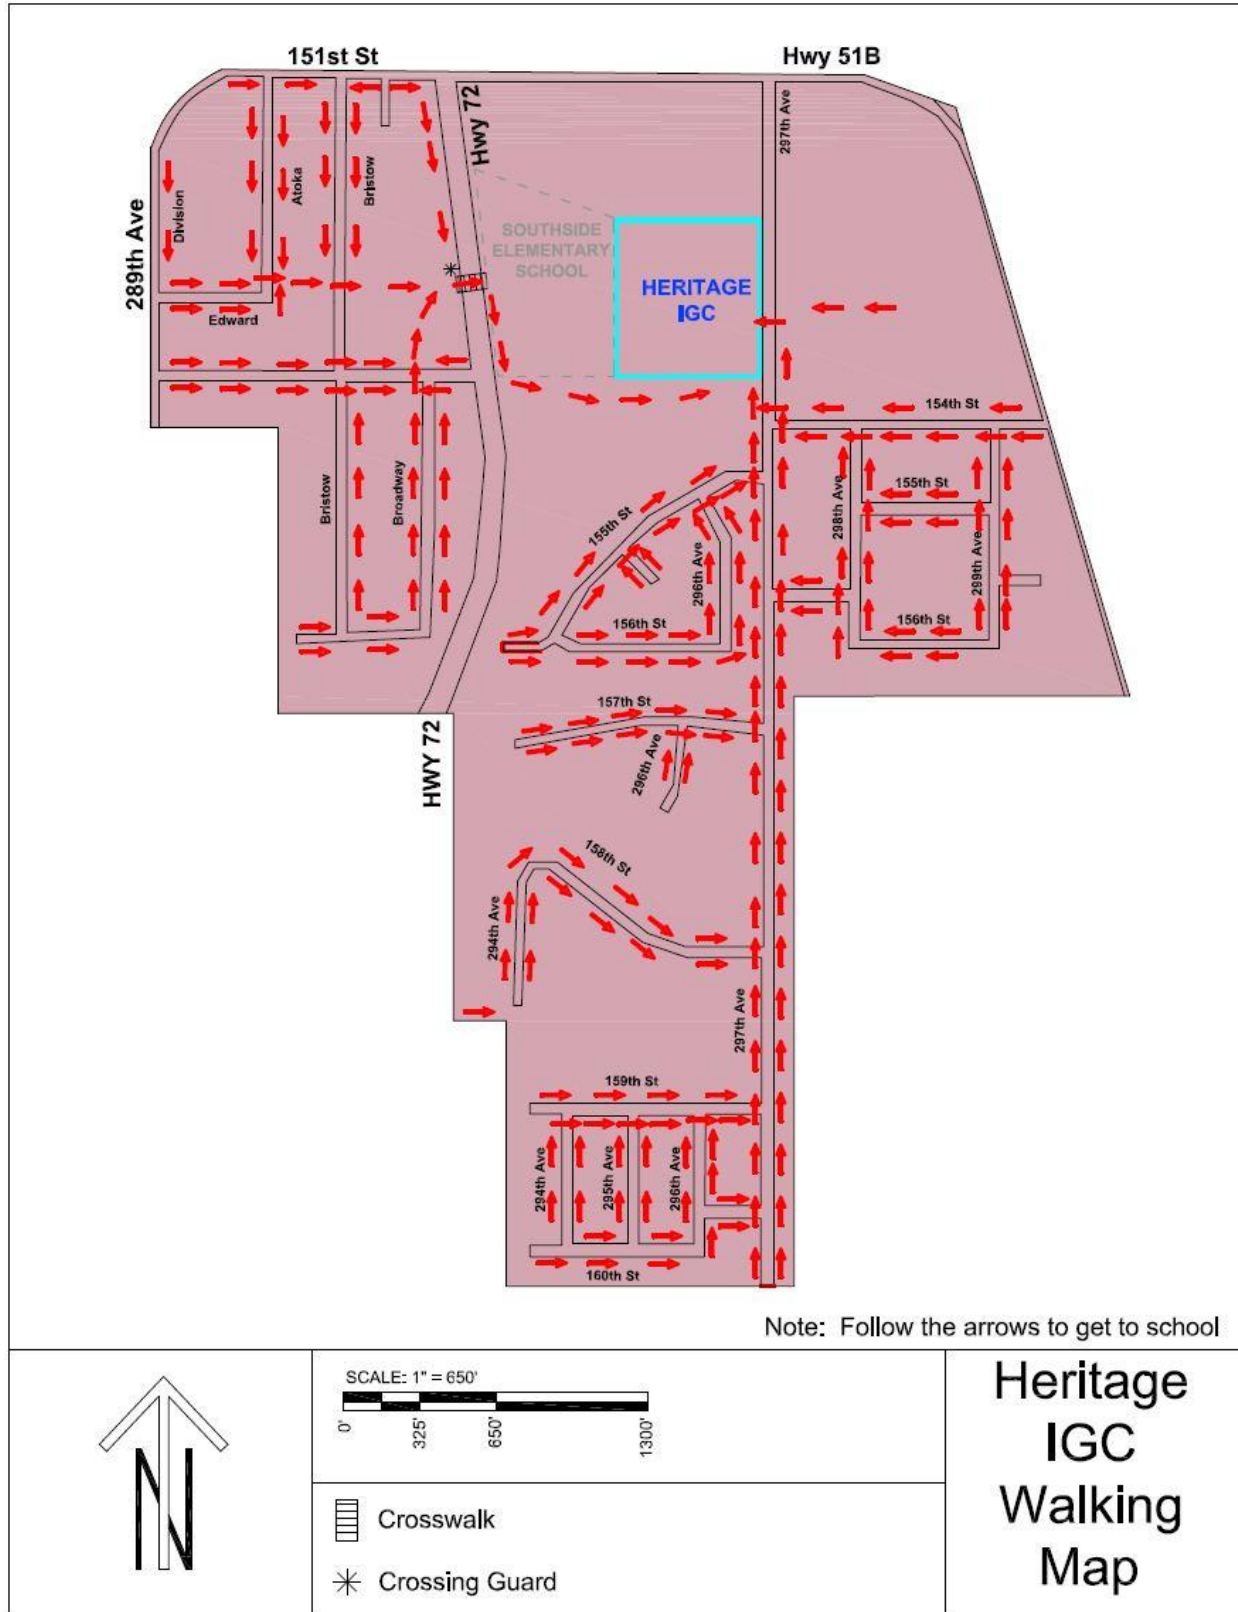 151st St
Hwy 51B
Hwy 72
297th Ave
289th Ave
Division
Atoka
Bristow
SOUTHSIDE
ELEMENTARY
SCHOOL
HERITAGE
IGC
Edward
154th St
Bristow
Broadway
155th St
296th Ave
156th St
298th Ave
155th St
299th Ave
156th St
HWY 72
157th St
296th Ave
158th St
294th Ave
297th Ave
159th St
294th Ave
295th Ave
296th Ave
160th St
Note: Follow the arrows to get to school
N
SCALE: 1" = 650'
0'
325'
650'
1300'
Crosswalk
Crossing Guard
Heritage
IGC
Walking
Map